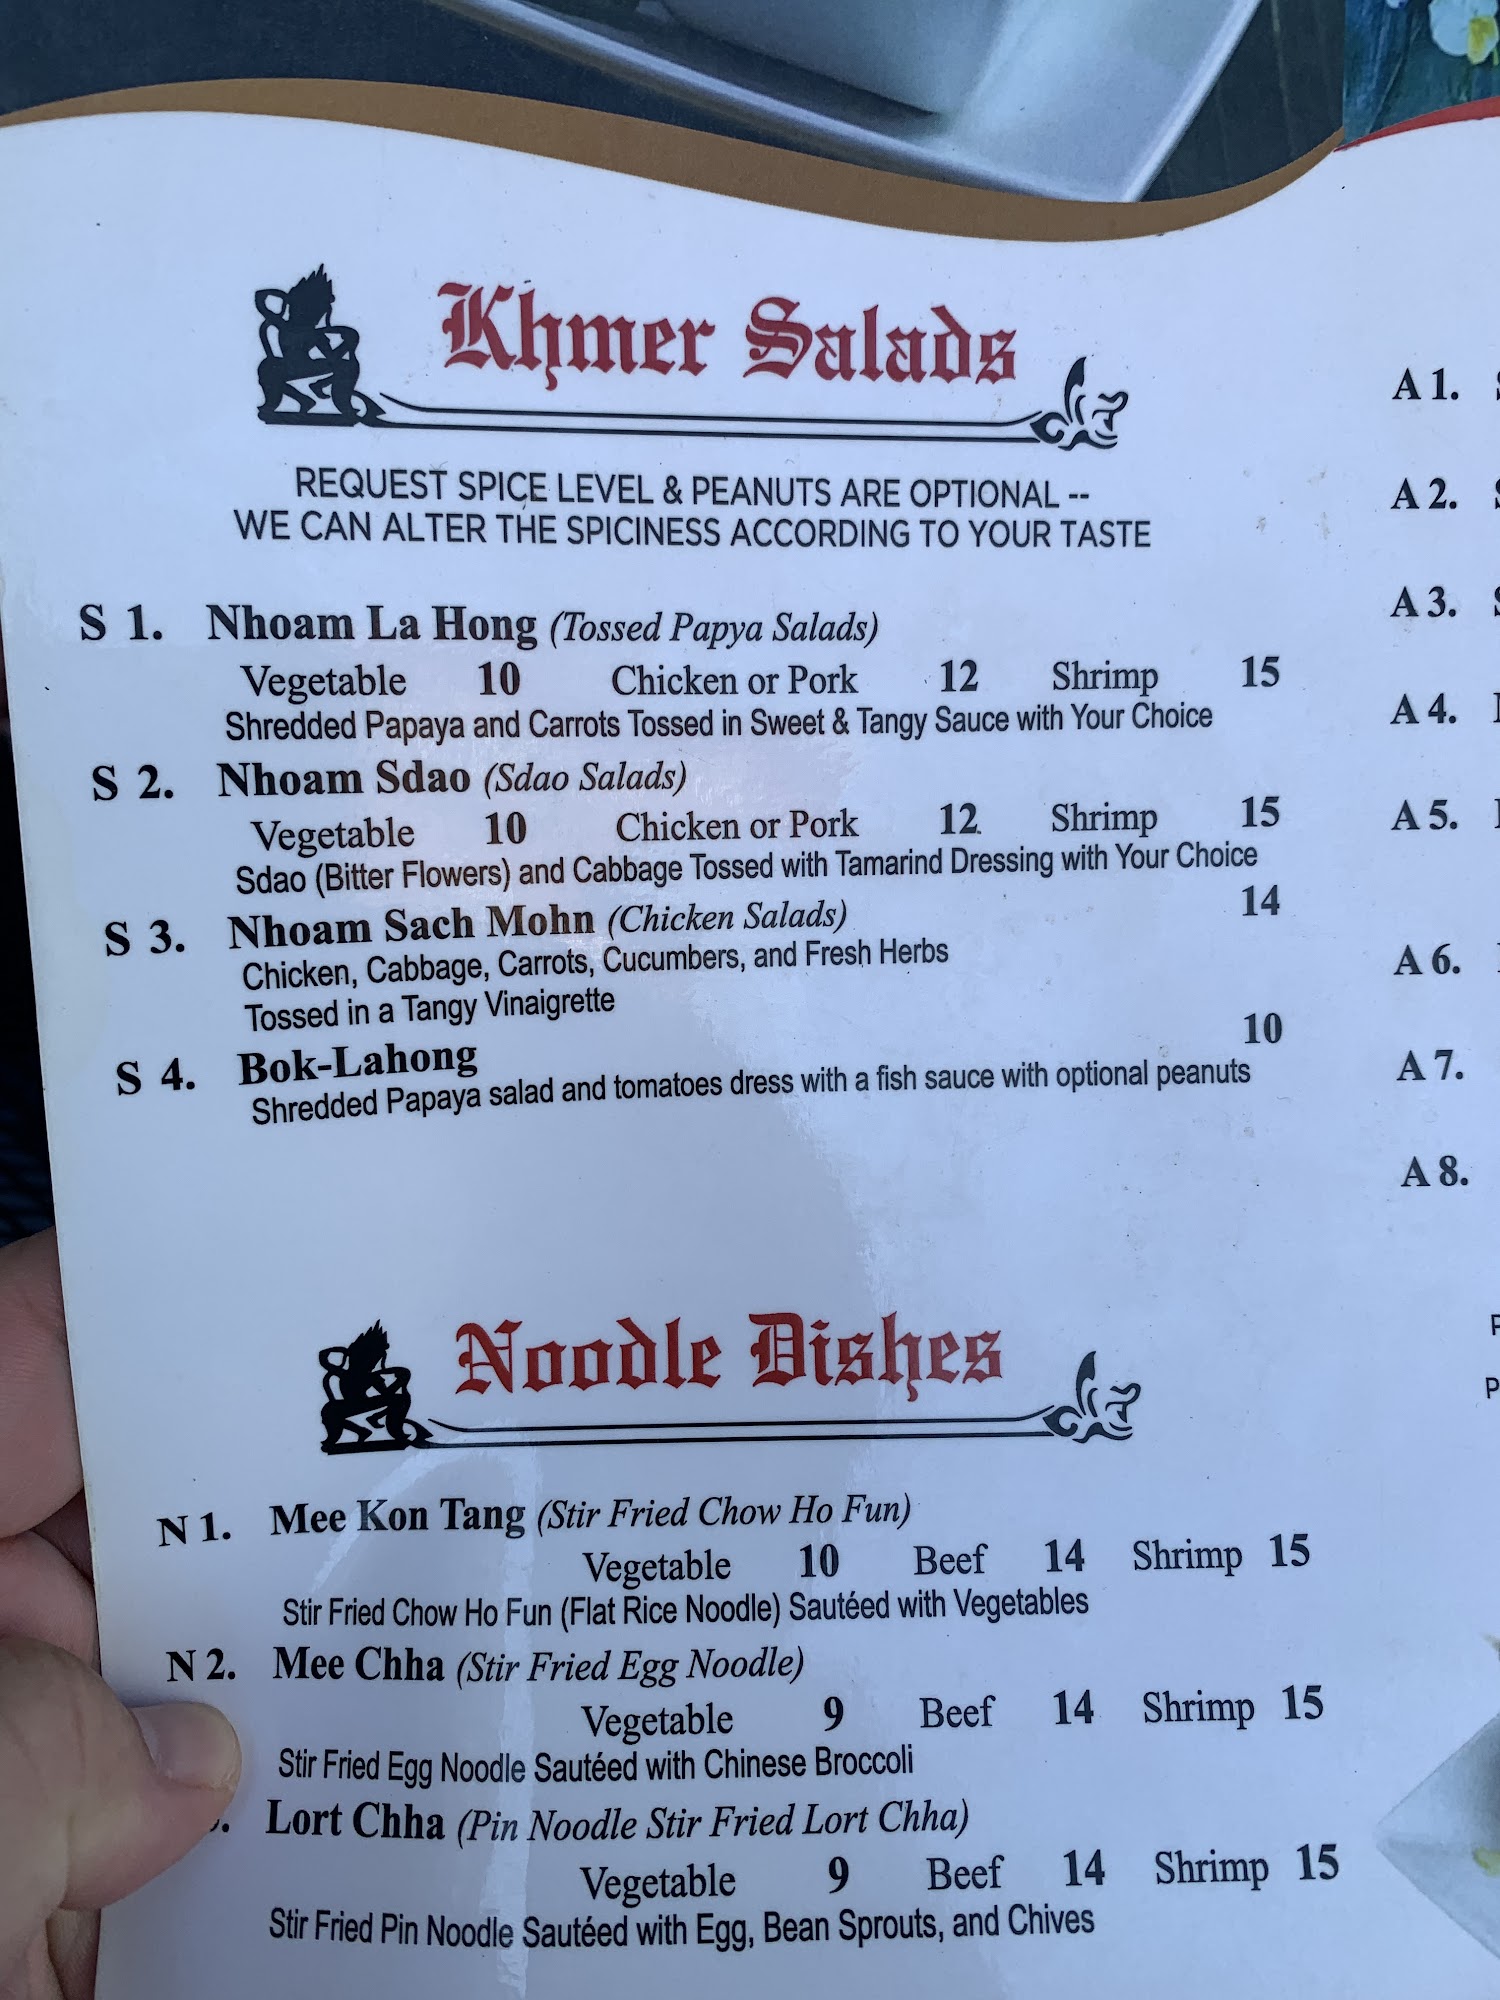 Khmer Salads
REQUEST SPICE LEVEL & PEANUTS ARE OPTIONAL --
WE CAN ALTER THE SPICINESS ACCORDING TO YOUR TASTE
S 1. Nhoam La Hong (Tossed Papya Salads)
Vegetable 10 Chicken or Pork 12 Shrimp 15
Shredded Papaya and Carrots Tossed in Sweet & Tangy Sauce with Your Choice
S 2. Nhoam Sdao (Sdao Salads)
Vegetable 10 Chicken or Pork 12 Shrimp 15
Sdao (Bitter Flowers) and Cabbage Tossed with Tamarind Dressing with Your Choice
S 3. Nhoam Sach Mohn (Chicken Salads) 14
Chicken, Cabbage, Carrots, Cucumbers, and Fresh Herbs
Tossed in a Tangy Vinaigrette
S 4. Bok-Lahong 10
Shredded Papaya salad and tomatoes dress with a fish sauce with optional peanuts
Noodle Dishes
N 1. Mee Kon Tang (Stir Fried Chow Ho Fun)
Vegetable 10 Beef 14 Shrimp 15
Stir Fried Chow Ho Fun (Flat Rice Noodle) Sautéed with Vegetables
N 2. Mee Chha (Stir Fried Egg Noodle)
Vegetable 9 Beef 14 Shrimp 15
Stir Fried Egg Noodle Sautéed with Chinese Broccoli
Lort Chha (Pin Noodle Stir Fried Lort Chha)
Vegetable 9 Beef 14 Shrimp 15
Stir Fried Pin Noodle Sautéed with Egg, Bean Sprouts, and Chives
A 1.
A 2.
A 3.
A 4.
A 5.
A 6.
A 7.
A 8.